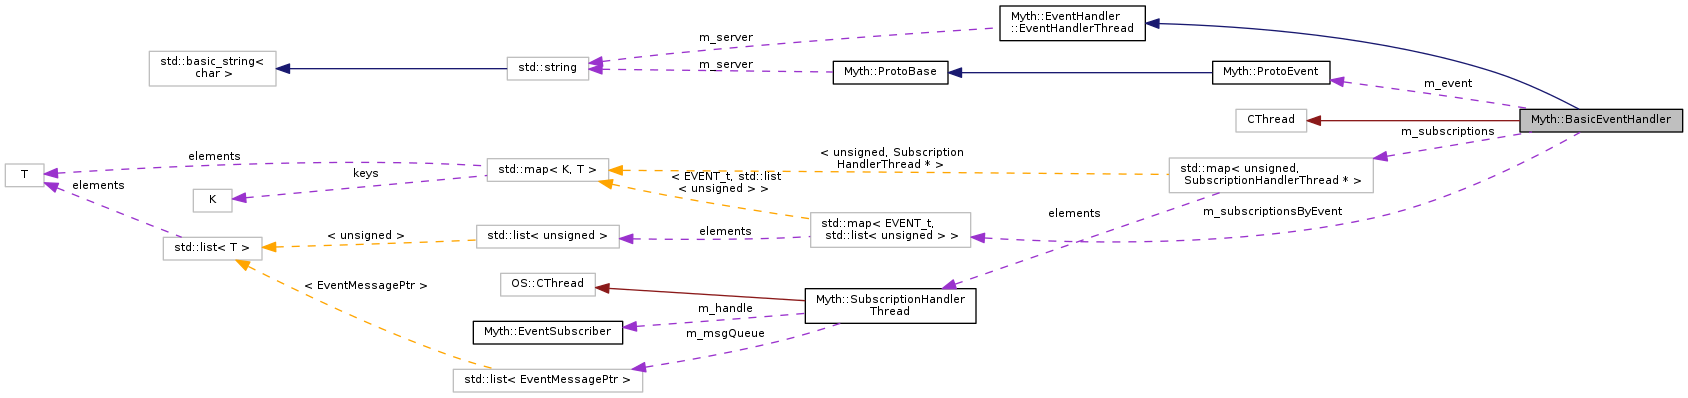 Myth::EventHandler
::EventHandlerThread
m_server
std::basic_string<
char >
std::string
m_server
Myth::ProtoBase
Myth::ProtoEvent
m_event
CThread
Myth::BasicEventHandler
m_subscriptions
< unsigned, Subscription
HandlerThread * >
elements
T
std::map< K, T >
std::map< unsigned,
SubscriptionHandlerThread * >
keys
elements
K
< EVENT_t, std::list
< unsigned > >
elements
m_subscriptionsByEvent
std::map< EVENT_t,
std::list< unsigned > >
elements
std::list< unsigned >
< unsigned >
std::list< T >
OS::CThread
< EventMessagePtr >
Myth::SubscriptionHandler
Thread
m_handle
Myth::EventSubscriber
m_msgQueue
std::list< EventMessagePtr >